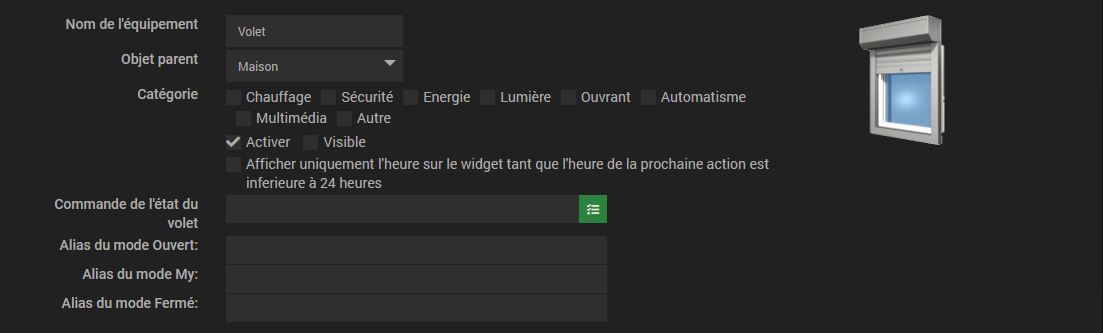 Nom de l'équipement
Volet
Objet parent
Maison
Catégorie
Chauffage Sécurité Energie Lumière Ouvrant Automatisme
Multimédia Autre
Activer Visible
Afficher uniquement l'heure sur le widget tant que l'heure de la prochaine action est
inferieure à 24 heures
Commande de l'état du
volet
Alias du mode Ouvert:
Alias du mode My:
Alias du mode Fermé: